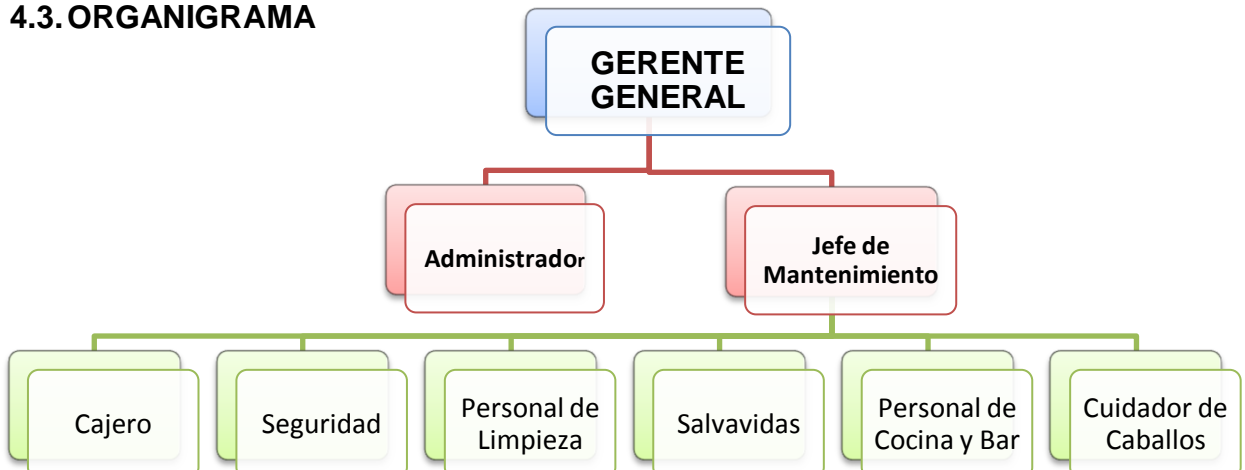 4.3. ORGANIGRAMA
GERENTE
GENERAL
Administrador
Jefe de
Mantenimiento
Cajero
Seguridad
Personal de
Limpieza
Salvavidas
Personal de
Cocina y Bar
Cuidador de
Caballos